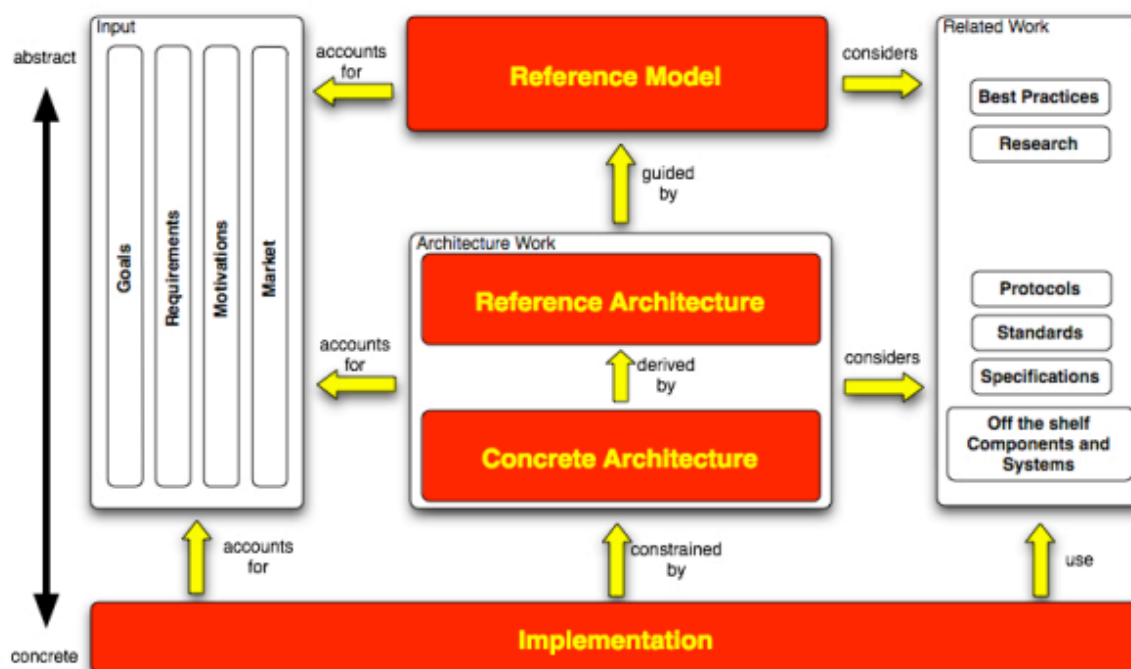 Input
Related Work
abstract
accounts
for
Reference Model
considers
Best Practices
Research
guided
by
Goals
Requirements
Motivations
Market
Architecture Work
Reference Architecture
Protocols
Standards
accounts
for
derived
by
considers
Specifications
Concrete Architecture
Off the shelf
Components and
Systems
accounts
for
constrained
by
use
Implementation
concrete